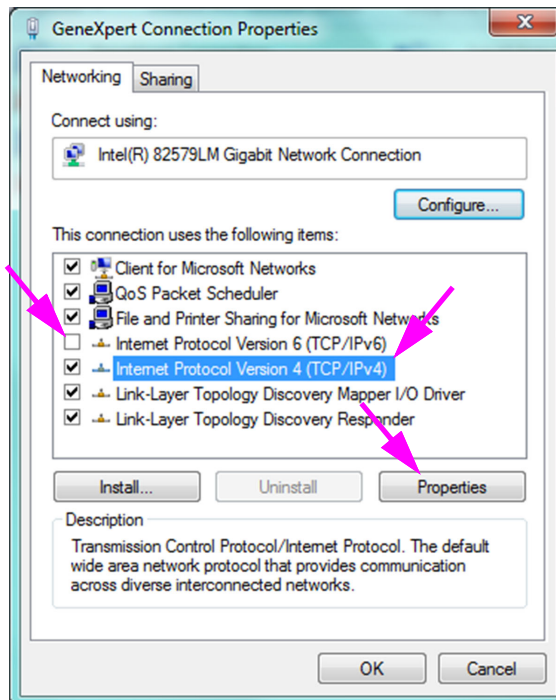 GeneXpert Connection Properties
Networking
Sharing
Connect using:
Intel(R) 82579LM Gigabit Network Connection
Configure...
This connection uses the following items:
Client for Microsoft Networks
QoS Packet Scheduler
File and Printer Sharing for Microsoft Networks
Internet Protocol Version 6 (TCP/IPv6)
Internet Protocol Version 4 (TCP/IPv4)
Link-Layer Topology Discovery Mapper I/O Driver
Link-Layer Topology Discovery Responder
Install...
Uninstall
Properties
Description
Transmission Control Protocol/Internet Protocol. The default
wide area network protocol that provides communication
across diverse interconnected networks.
OK
Cancel